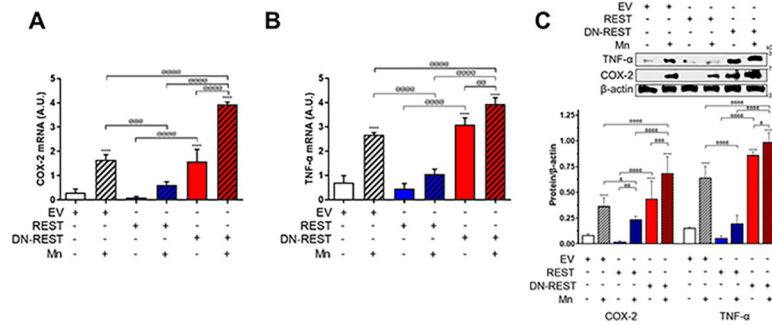 A
COX-2 mRNA (A.U.)
5
4
3
2
1
0
@@@@
@@@@
@@@@
@@@
****
****
****
EV + + - - - -
REST - - + + - -
DN-REST - - - - + +
Mn - + - + - +
B
TNF-α mRNA (A.U.)
5
4
3
2
1
0
@@@@
@@@@
@@
@@@@
@@@@
****
****
****
EV + + - - - -
REST - - + + - -
DN-REST - - - - + +
Mn - + - + - +
C
EV + + - - - -
REST - - + + - -
DN-REST - - - - + +
Mn - + - + - +
TNF-α
COX-2
β-actin
Protein/β-actin
1.25
1.00
0.75
0.50
0.25
0.0
EV + + - - - - + + - - - -
REST - - + + - - - - + + - -
DN-REST - - - - + + - - - - + +
Mn - + - + - + - + - + - +
COX-2 TNF-α